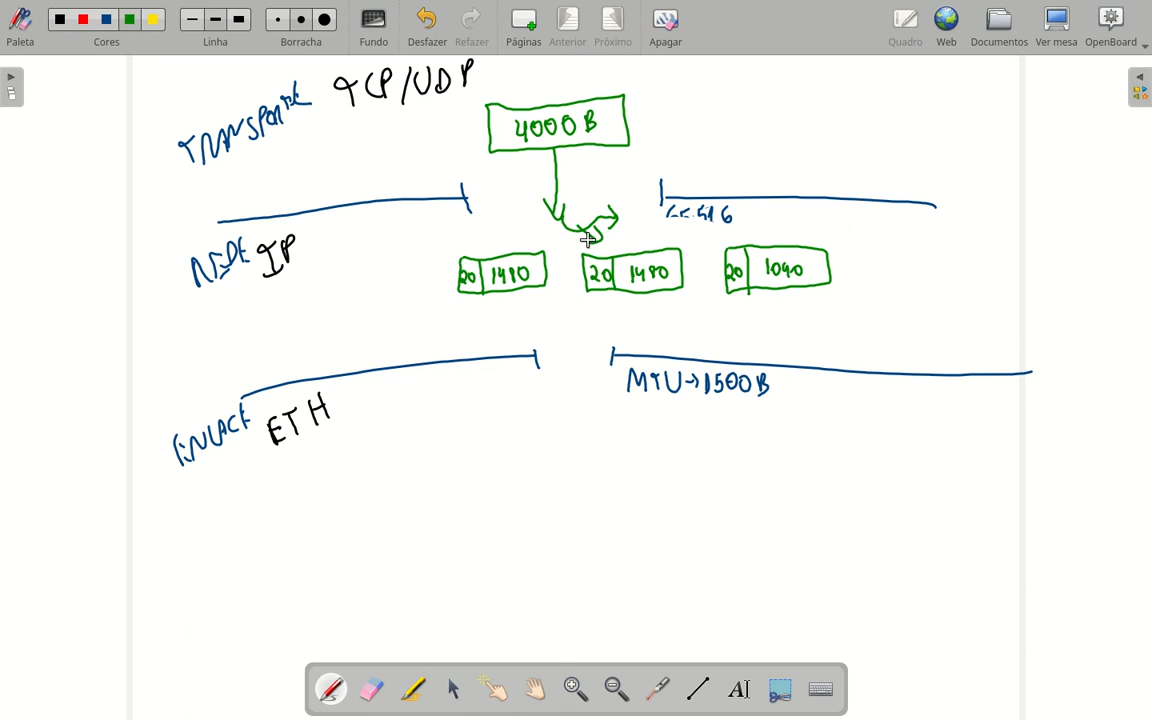 Paleta Cores Linha Borracha Fundo Desfazer Refazer Páginas Anterior Próximo Apagar Quadro Web Documentos Ver mesa OpenBoard
TRANSPORTE TCP/UDP
4000 B
REDE IP
20 1480 20 1480 20 1040
MTU→1500B
ENLACE ETH